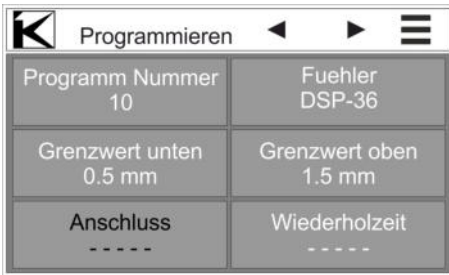 K Programmieren
Programm Nummer
10
Fuehler
DSP-36
Grenzwert unten
0.5 mm
Grenzwert oben
1.5 mm
Anschluss
- - - - -
Wiederholzeit
- - - - -